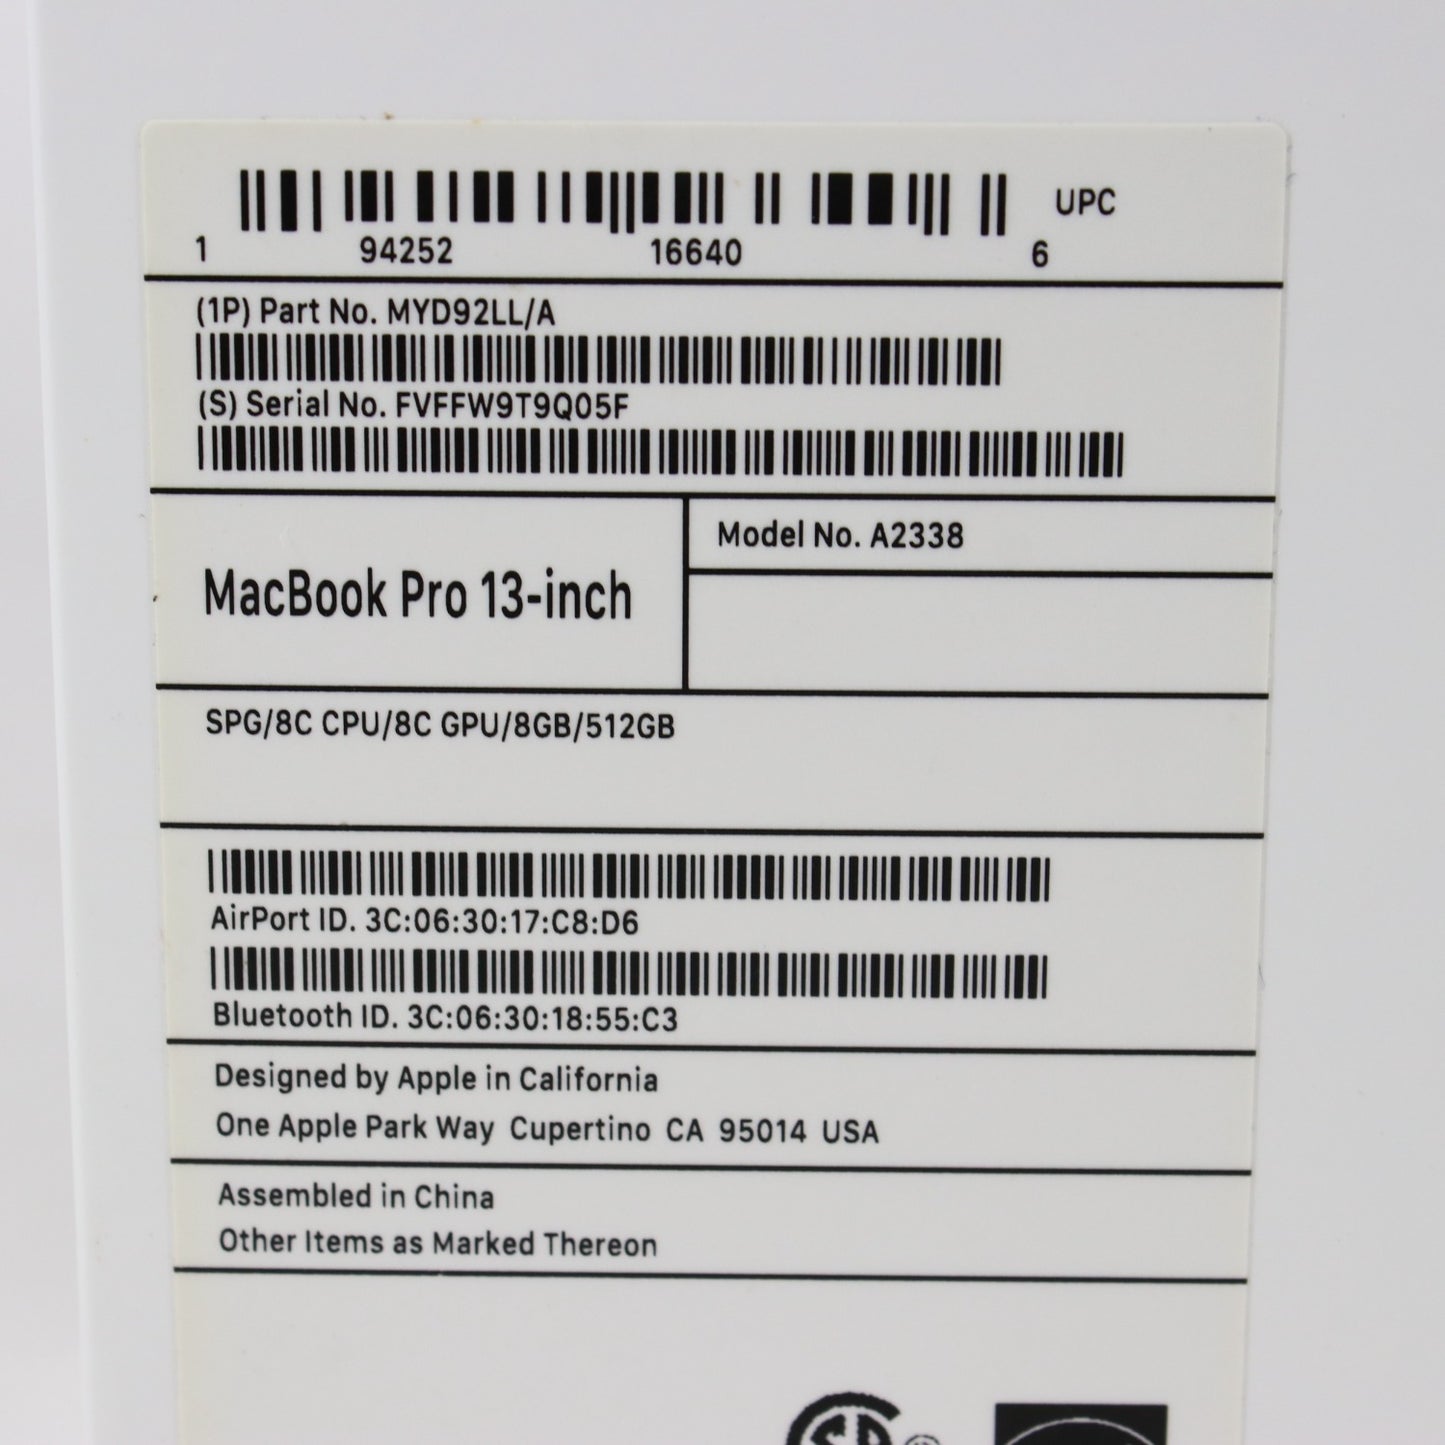 UPC
1 94252 16640 6
(1P) Part No. MYD92LL/A
(S) Serial No. FVFFW9T9Q05F
MacBook Pro 13-inch
Model No. A2338
SPG/8C CPU/8C GPU/8GB/512GB
AirPort ID. 3C:06:30:17:C8:D6
Bluetooth ID. 3C:06:30:18:55:C3
Designed by Apple in California
One Apple Park Way Cupertino CA 95014 USA
Assembled in China
Other Items as Marked Thereon